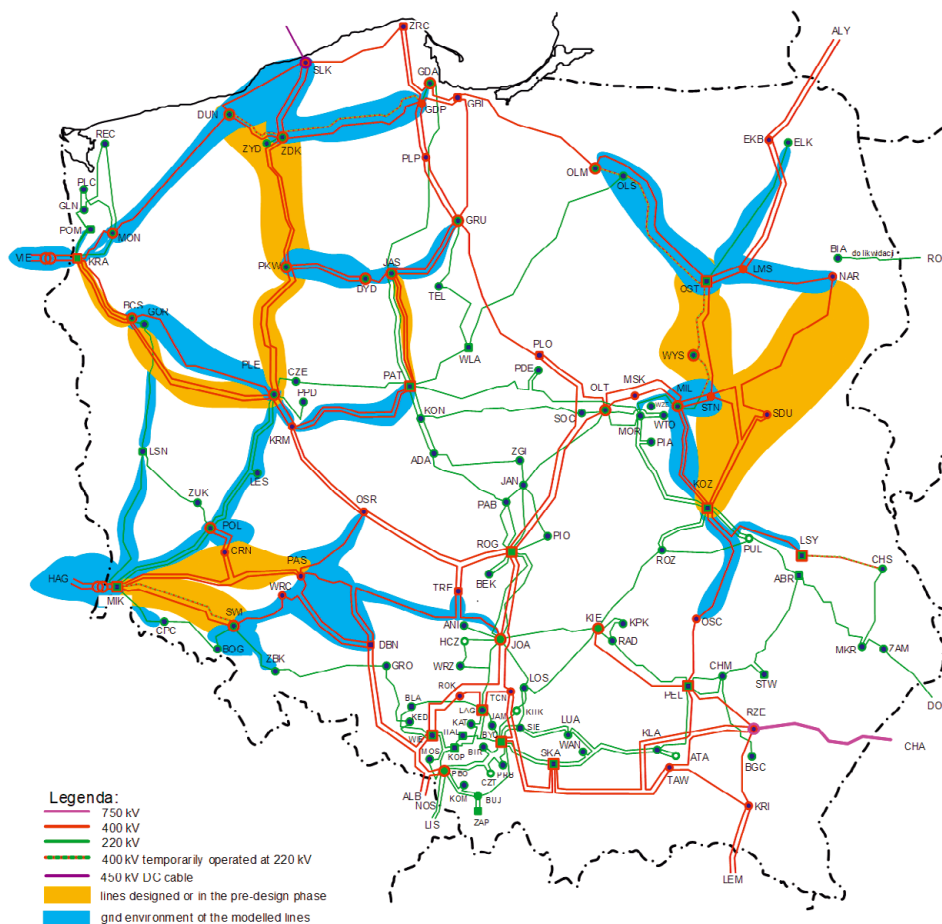 ZRC
ALY
SLK
GDA
GBL
GDP
DUN
REC
ZYD
ZDK
EKB
ELK
PLP
OLM
OLS
PLC
GLN
POM
MON
GRU
BIA
do likwidacji
RO
VIE
KRA
PKW
JAS
DYD
TEL
OST
LMS
NAR
BCS
GOR
PLE
CZE
PPD
PAT
WLA
PLO
PDE
WYS
OLT
MSK
MIL
STN
SDU
KRM
KON
SOC
MOR
WTO
PIA
LSN
ADA
ZGI
JAN
LES
ZUK
PAB
KOZ
OSR
POL
PIO
ROG
CRN
PAS
BEK
ROZ
PUL
LSY
CHS
ABR
HAG
MIK
WRC
TRF
CPC
SWI
BOG
ZBK
ANI
HCZ
WRZ
JOA
KIE
KPK
RAD
OSC
MKR
ZAM
DBN
GRO
ROK
TCN
LOS
PEL
CHM
STW
DO
BLA
KED
LAG
KAT
JAM
SIE
LUA
RZE
CHA
MOS
HAL
KOP
BIR
WAN
KLA
ATA
BGC
SKA
TAW
CZT
ALB
NOS
KOM
BUJ
ZAP
LIS
KRI
LEM
Legenda:
750 kV
400 kV
220 kV
400 kV temporarily operated at 220 kV
450 kV DC cable
lines designed or in the pre-design phase
grid environment of the modelled lines